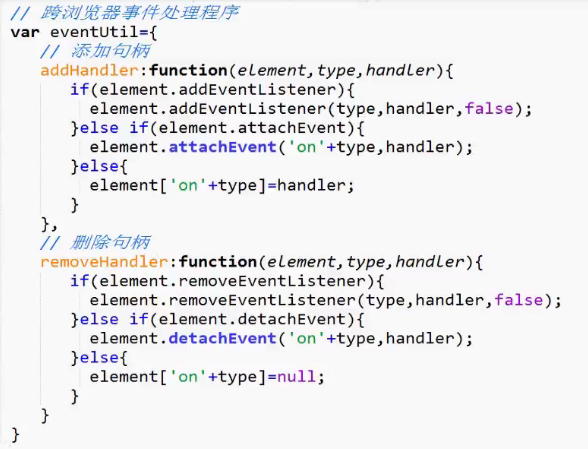 // 跨浏览器事件处理程序
var eventUtil={
// 添加句柄
addHandler:function(element,type,handler){
if(element.addEventListener){
element.addEventListener(type,handler,false);
}else if(element.attachEvent){
element.attachEvent('on'+type,handler);
}else{
element['on'+type]=handler;
}
},
// 删除句柄
removeHandler:function(element,type,handler){
if(element.removeEventListener){
element.removeEventListener(type,handler,false);
}else if(element.detachEvent){
element.detachEvent('on'+type,handler);
}else{
element['on'+type]=null;
}
}
}